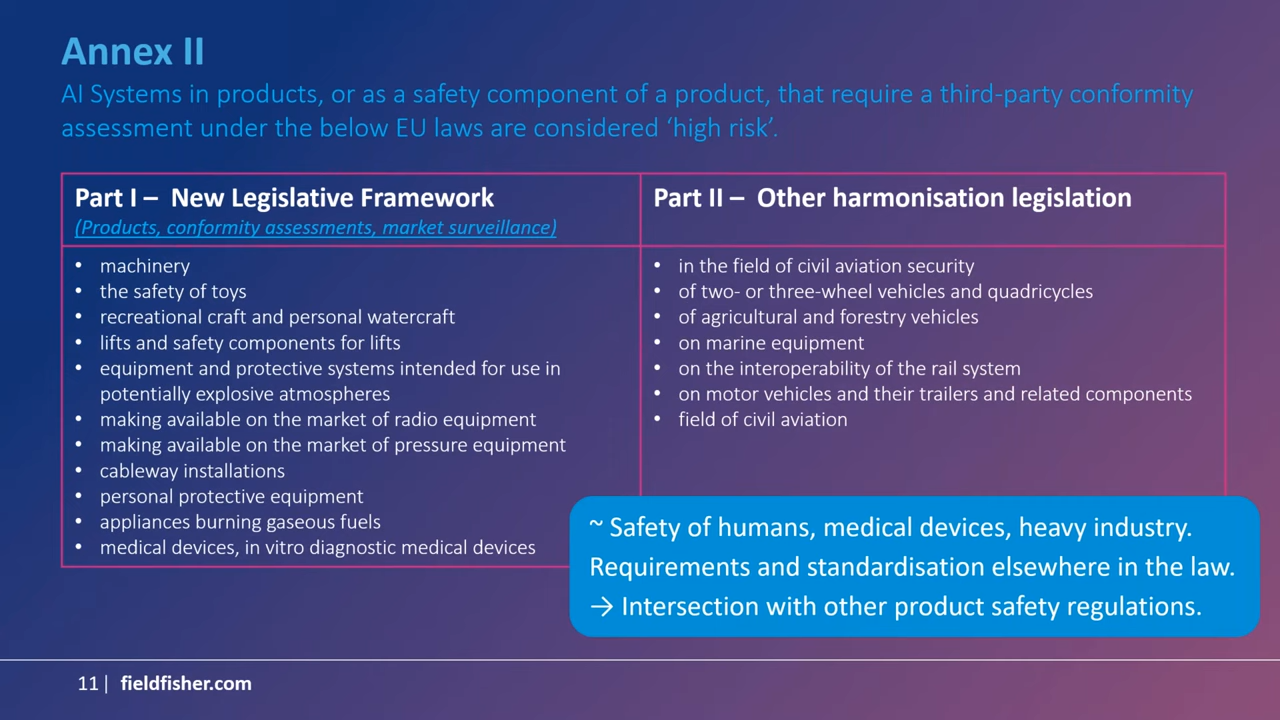 Annex II
AI Systems in products, or as a safety component of a product, that require a third-party conformity
assessment under the below EU laws are considered ‘high risk’.
Part I – New Legislative Framework
(Products, conformity assessments, market surveillance)
• machinery
• the safety of toys
• recreational craft and personal watercraft
• lifts and safety components for lifts
• equipment and protective systems intended for use in
potentially explosive atmospheres
• making available on the market of radio equipment
• making available on the market of pressure equipment
• cableway installations
• personal protective equipment
• appliances burning gaseous fuels
• medical devices, in vitro diagnostic medical devices
Part II – Other harmonisation legislation
• in the field of civil aviation security
• of two- or three-wheel vehicles and quadricycles
• of agricultural and forestry vehicles
• on marine equipment
• on the interoperability of the rail system
• on motor vehicles and their trailers and related components
• field of civil aviation
~ Safety of humans, medical devices, heavy industry.
Requirements and standardisation elsewhere in the law.
→ Intersection with other product safety regulations.
11 | fieldfisher.com